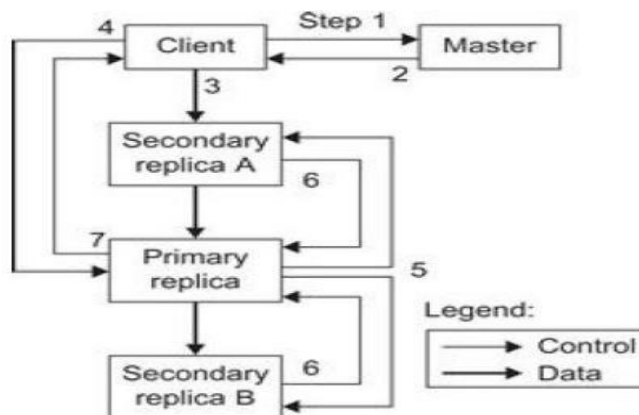 4
Client
Step 1
Master
2
3
Secondary
replica A
6
7
Primary
replica
5
Legend:
Control
Data
Secondary
replica B
6